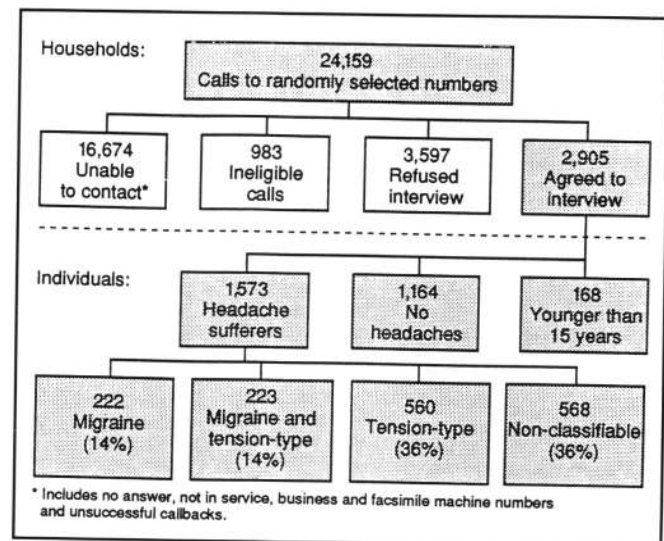 Households:
24,159
Calls to randomly selected numbers
16,674
Unable
to contact*
983
Ineligible
calls
3,597
Refused
interview
2,905
Agreed to
interview
Individuals:
1,573
Headache
sufferers
1,164
No
headaches
168
Younger than
15 years
222
Migraine
(14%)
223
Migraine and
tension-type
(14%)
560
Tension-type
(36%)
568
Non-classifiable
(36%)
* Includes no answer, not in service, business and facsimile machine numbers
and unsuccessful callbacks.